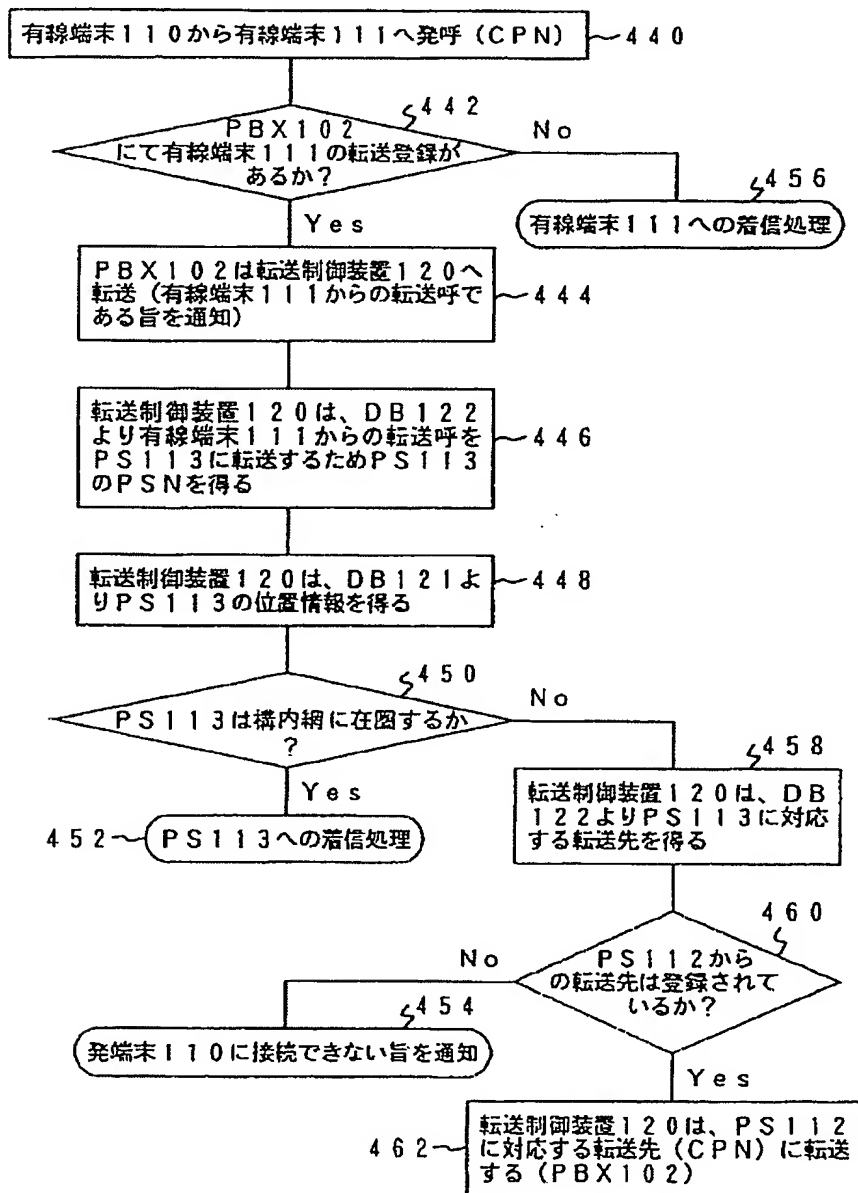 有線端末110から有線端末111へ発呼(CPN)
440
442
PBX102
にて有線端末111の転送登録が
あるか?
No
Yes
456
有線端末111への着信処理
PBX102は転送制御装置120へ
転送(有線端末111からの転送呼で
ある旨を通知)
444
転送制御装置120は、DB122
より有線端末111からの転送呼を
PS113に転送するためPS113
のPSNを得る
446
転送制御装置120は、DB121よ
りPS113の位置情報を得る
448
450
PS113は構内網に在圏するか
?
No
Yes
452
PS113への着信処理
458
転送制御装置120は、DB
122よりPS113に対応
する転送先を得る
460
PS112から
の転送先は登録されて
いるか?
No
Yes
454
発端末110に接続できない旨を通知
462
転送制御装置120は、PS112
に対応する転送先(CPN)に転送
する(PBX102)